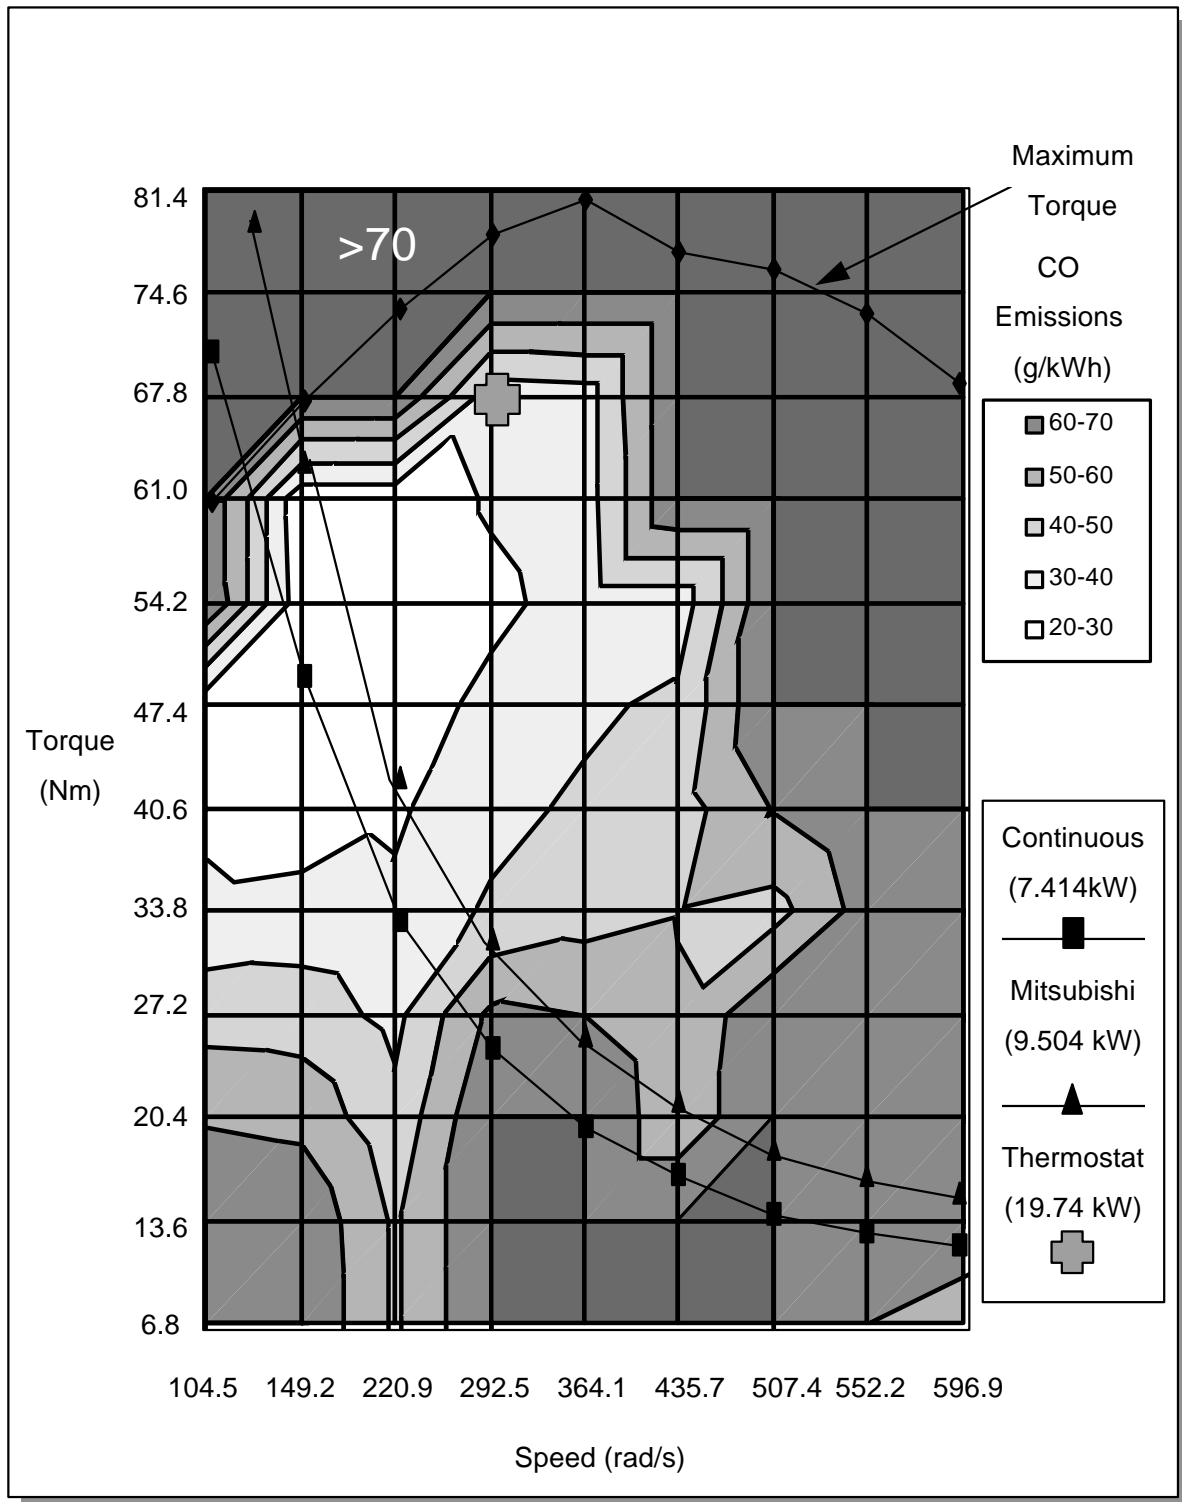 Maximum
Torque
CO
Emissions
(g/kWh)
81.4
>70
74.6
67.8
61.0
54.2
47.4
40.6
33.8
27.2
20.4
13.6
6.8
Torque
(Nm)
60-70
50-60
40-50
30-40
20-30
Continuous
(7.414kW)
Mitsubishi
(9.504 kW)
Thermostat
(19.74 kW)
104.5 149.2 220.9 292.5 364.1 435.7 507.4 552.2 596.9
Speed (rad/s)